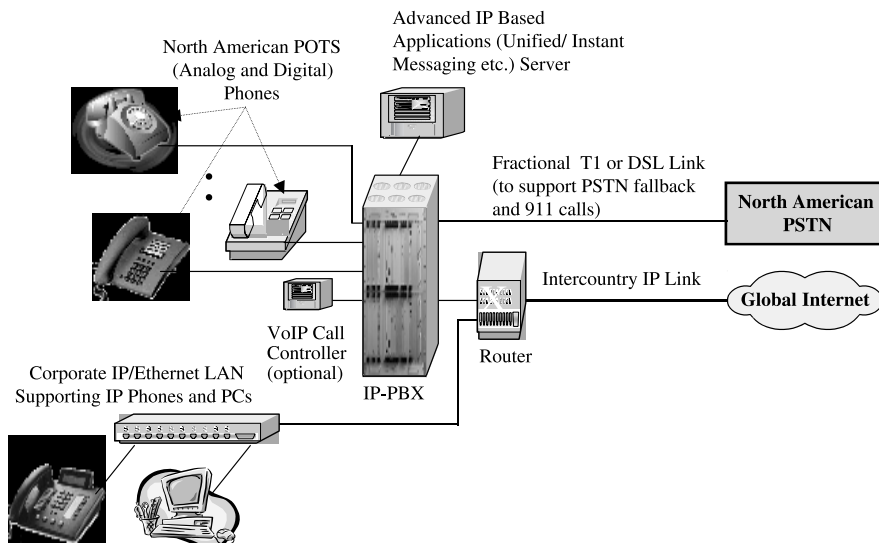 North American POTS
(Analog and Digital)
Phones
Advanced IP Based
Applications (Unified/ Instant
Messaging etc.) Server
Fractional T1 or DSL Link
(to support PSTN fallback
and 911 calls)
North American
PSTN
Intercountry IP Link
Global Internet
VoIP Call
Controller
(optional)
IP-PBX
Router
Corporate IP/Ethernet LAN
Supporting IP Phones and PCs